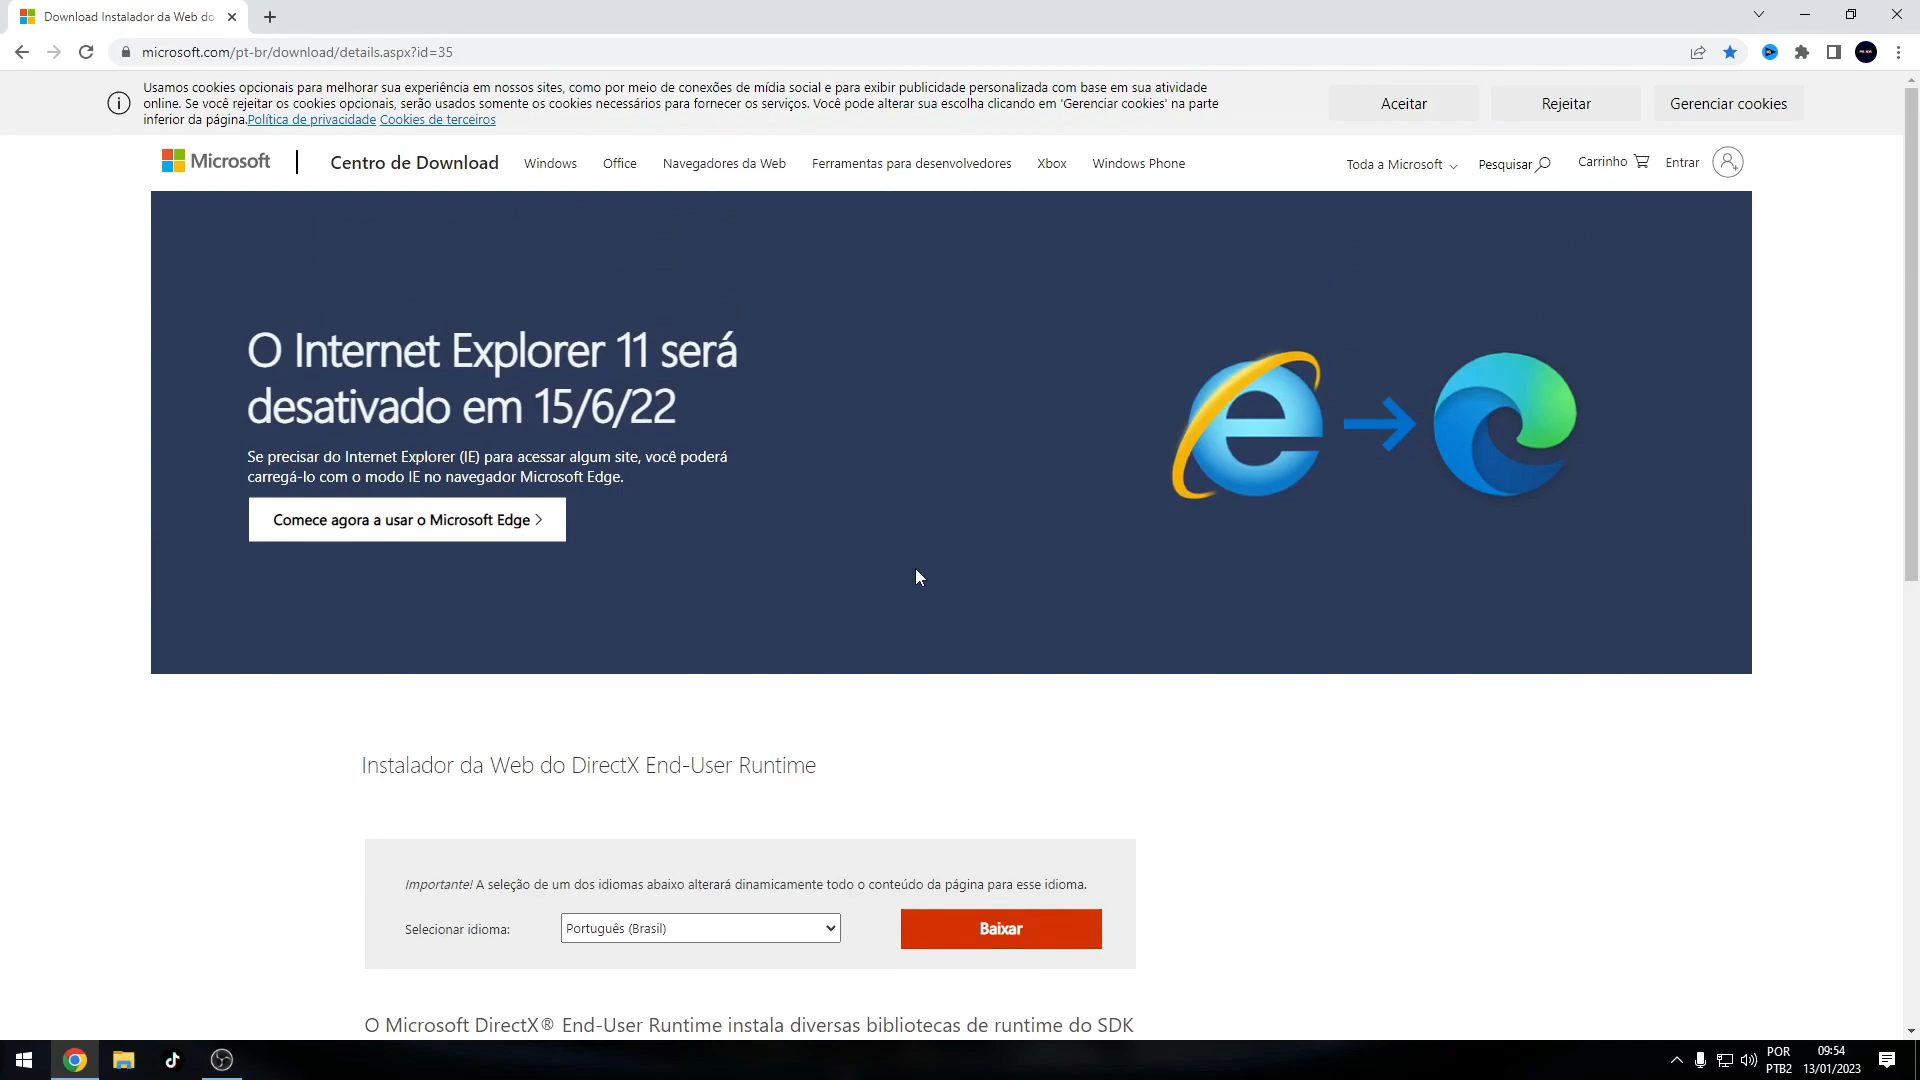 Download Instalador da Web do
microsoft.com/pt-br/download/details.aspx?id=35
Usamos cookies opcionais para melhorar sua experiência em nossos sites, como por meio de conexões de mídia social e para exibir publicidade personalizada com base em sua atividade
online. Se você rejeitar os cookies opcionais, serão usados somente os cookies necessários para fornecer os serviços. Você pode alterar sua escolha clicando em 'Gerenciar cookies' na parte
inferior da página.Política de privacidade Cookies de terceiros
Aceitar
Rejeitar
Gerenciar cookies
Microsoft
Centro de Download
Windows
Office
Navegadores da Web
Ferramentas para desenvolvedores
Xbox
Windows Phone
Toda a Microsoft
Pesquisar
Carrinho
Entrar
O Internet Explorer 11 será
desativado em 15/6/22
Se precisar do Internet Explorer (IE) para acessar algum site, você poderá
carregá-lo com o modo IE no navegador Microsoft Edge.
Comece agora a usar o Microsoft Edge >
Instalador da Web do DirectX End-User Runtime
Importante! A seleção de um dos idiomas abaixo alterará dinamicamente todo o conteúdo da página para esse idioma.
Selecionar idioma:
Português (Brasil)
Baixar
O Microsoft DirectX® End-User Runtime instala diversas bibliotecas de runtime do SDK
POR
PTB2
09:54
13/01/2023